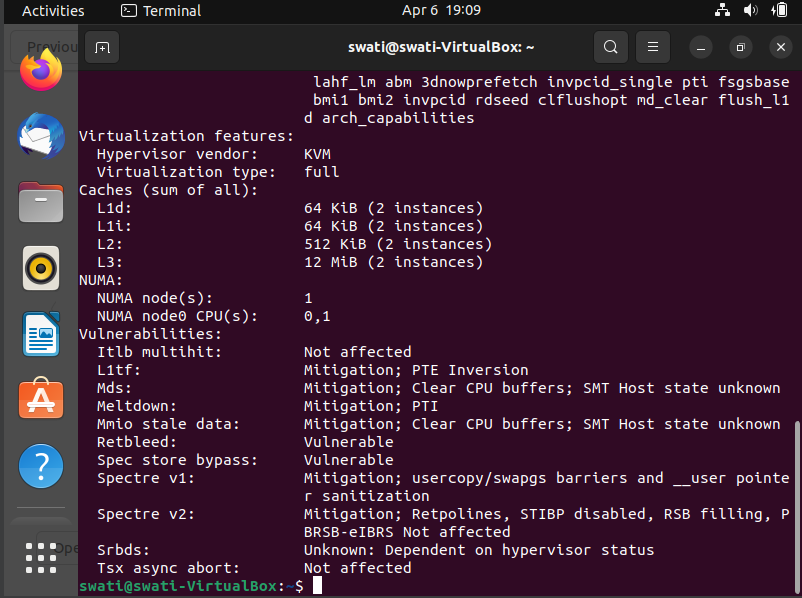 Activities
Terminal
Apr 6 19:09
Previou
swati@swati-VirtualBox: ~
lahf_lm abm 3dnowprefetch invpcid_single pti fsgsbase
bmi1 bmi2 invpcid rdseed clflushopt md_clear flush_l1
d arch_capabilities
Virtualization features:
Hypervisor vendor: KVM
Virtualization type: full
Caches (sum of all):
L1d: 64 KiB (2 instances)
L1i: 64 KiB (2 instances)
L2: 512 KiB (2 instances)
L3: 12 MiB (2 instances)
NUMA:
NUMA node(s): 1
NUMA node0 CPU(s): 0,1
Vulnerabilities:
Itlb multihit: Not affected
L1tf: Mitigation; PTE Inversion
Mds: Mitigation; Clear CPU buffers; SMT Host state unknown
Meltdown: Mitigation; PTI
Mmio stale data: Mitigation; Clear CPU buffers; SMT Host state unknown
Retbleed: Vulnerable
Spec store bypass: Vulnerable
Spectre v1: Mitigation; usercopy/swapgs barriers and __user pointe
r sanitization
Spectre v2: Mitigation; Retpolines, STIBP disabled, RSB filling, P
BRSB-eIBRS Not affected
Srbds: Unknown: Dependent on hypervisor status
Tsx async abort: Not affected
swati@swati-VirtualBox:~$
Ope